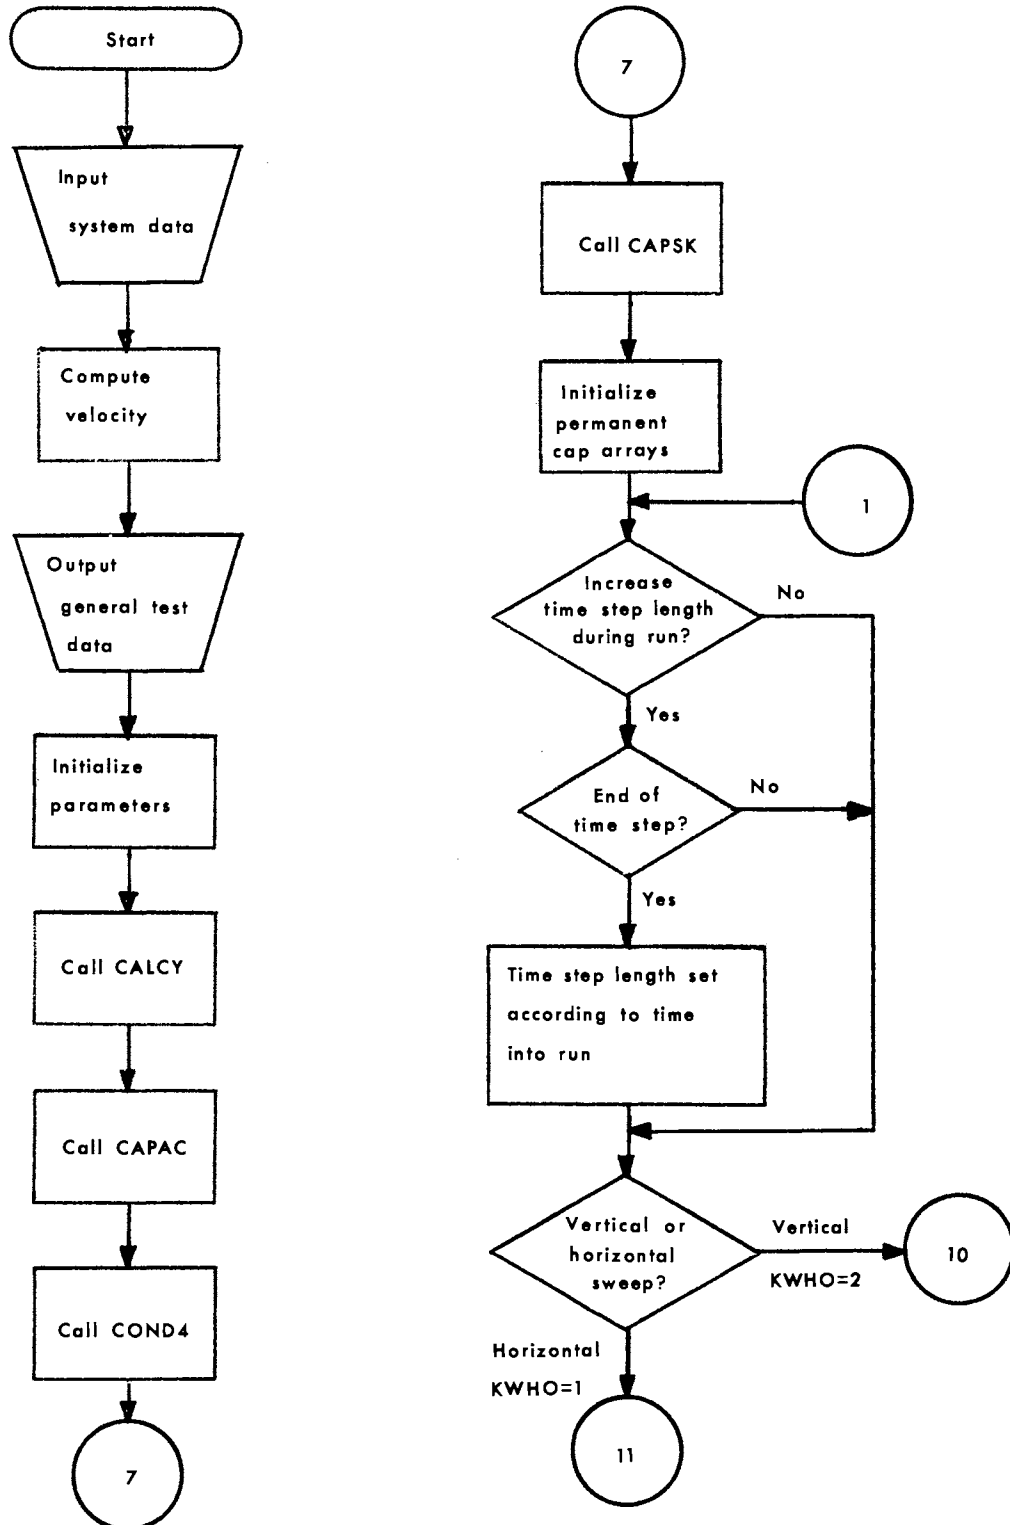 Start
Input
system data
Compute
velocity
Output
general test
data
Initialize
parameters
Call CALCY
Call CAPAC
Call COND4
7
7
Call CAPSK
Initialize
permanent
cap arrays
1
Increase
time step length
during run?
No
Yes
End of
time step?
No
Yes
Time step length set
according to time
into run
Vertical or
horizontal
sweep?
Vertical
KWHO=2
10
Horizontal
KWHO=1
11